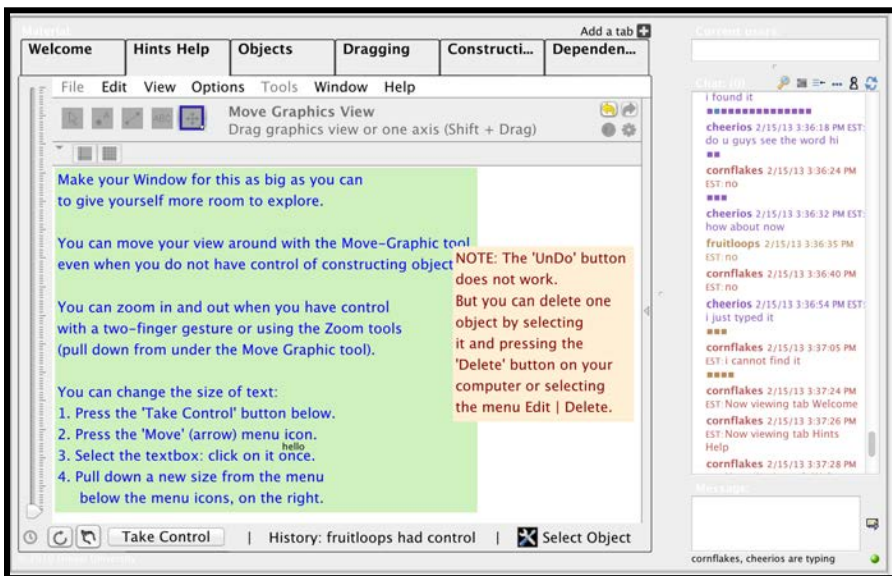 Material:
Add a tab
Current users:
Welcome
Hints Help
Objects
Dragging
Constructi...
Dependen...
File Edit View Options Tools Window Help
Move Graphics View
Drag graphics view or one axis (Shift + Drag)
ABC
Make your Window for this as big as you can
to give yourself more room to explore.
You can move your view around with the Move-Graphic tool
even when you do not have control of constructing object
You can zoom in and out when you have control
with a two-finger gesture or using the Zoom tools
(pull down from under the Move Graphic tool).
You can change the size of text:
1. Press the 'Take Control' button below.
2. Press the 'Move' (arrow) menu icon.
hello
3. Select the textbox: click on it once.
4. Pull down a new size from the menu
below the menu icons, on the right.
NOTE: The 'UnDo' button
does not work.
But you can delete one
object by selecting
it and pressing the
'Delete' button on your
computer or selecting
the menu Edit | Delete.
Take Control | History: fruitloops had control | Select Object
i found it
cheerios 2/15/13 3:36:18 PM EST:
do u guys see the word hi
cornflakes 2/15/13 3:36:24 PM
EST: no
cheerios 2/15/13 3:36:32 PM EST:
how about now
fruitloops 2/15/13 3:36:35 PM
EST: no
cornflakes 2/15/13 3:36:40 PM
EST: no
cheerios 2/15/13 3:36:54 PM EST:
i just typed it
cornflakes 2/15/13 3:37:05 PM
EST: i cannot find it
cornflakes 2/15/13 3:37:24 PM
EST: Now viewing tab Welcome
cornflakes 2/15/13 3:37:26 PM
EST: Now viewing tab Hints
Help
cornflakes 2/15/13 3:37:28 PM
Message:
cornflakes, cheerios are typing